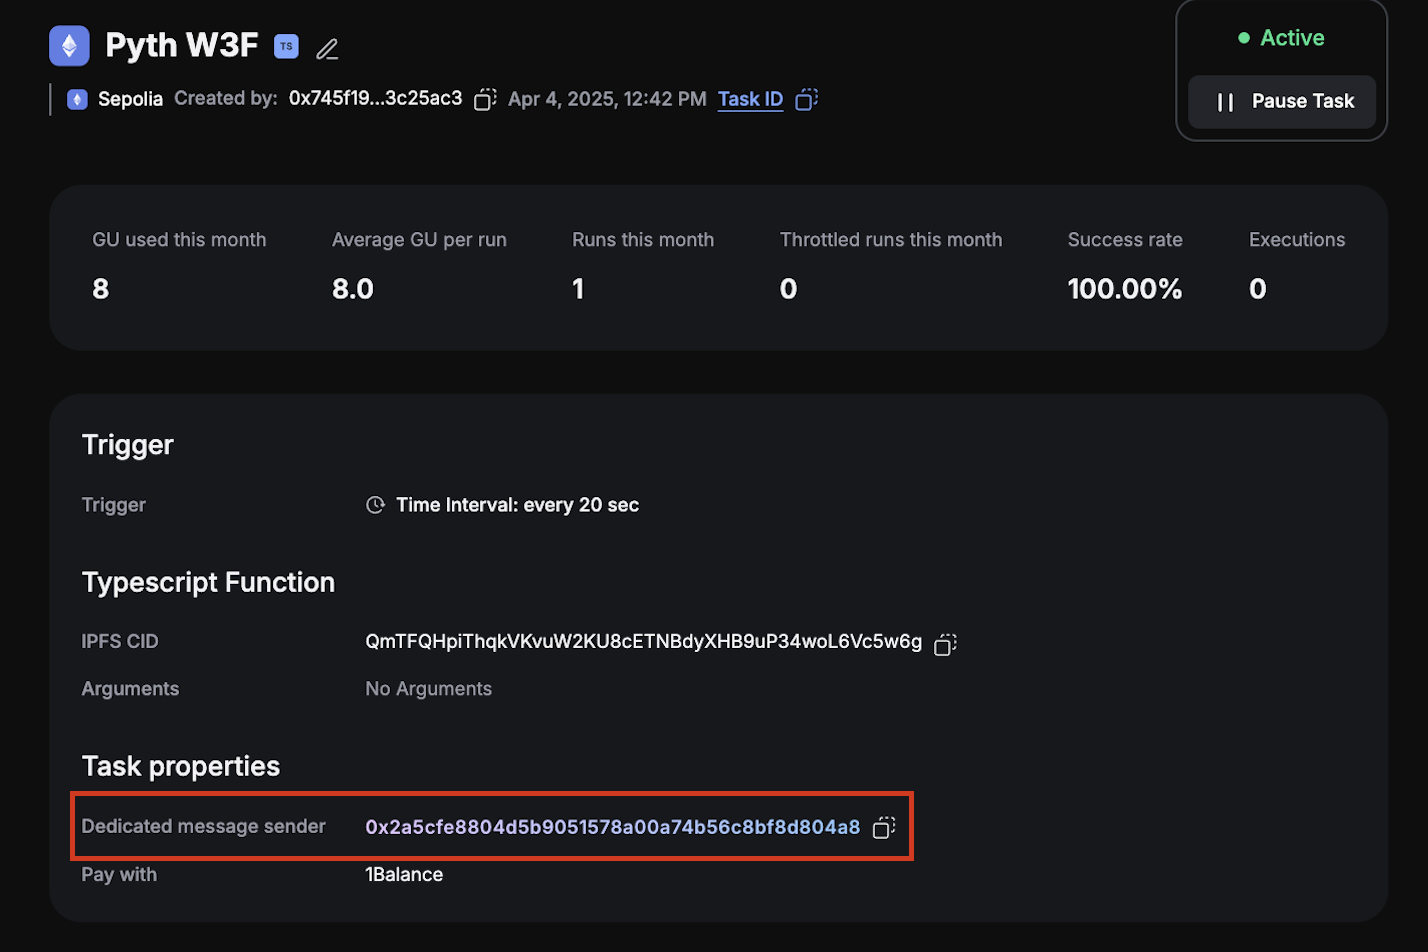 Pyth W3F TS
Sepolia Created by: 0x745f19...3c25ac3 Apr 4, 2025, 12:42 PM Task ID
Active
Pause Task
GU used this month
8
Average GU per run
8.0
Runs this month
1
Throttled runs this month
0
Success rate
100.00%
Executions
0
Trigger
Trigger Time Interval: every 20 sec
Typescript Function
IPFS CID QmTFQHpiThqkVKvuW2KU8cETNBdyXHB9uP34woL6Vc5w6g
Arguments No Arguments
Task properties
Dedicated message sender 0x2a5cfe8804d5b9051578a00a74b56c8bf8d804a8
Pay with 1Balance